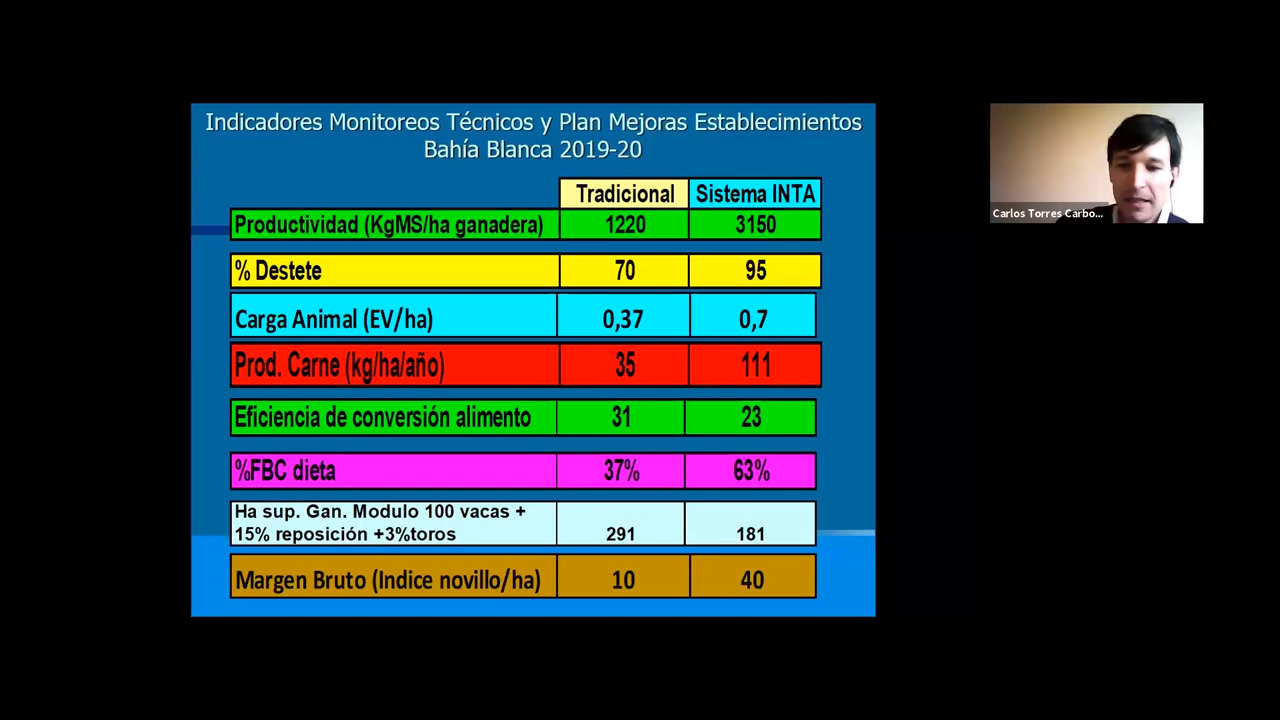 Indicadores Monitoreos Técnicos y Plan Mejoras Establecimientos
Bahía Blanca 2019-20
Tradicional Sistema INTA
Productividad (KgMS/ha ganadera) 1220 3150
% Destete 70 95
Carga Animal (EV/ha) 0,37 0,7
Prod. Carne (kg/ha/año) 35 111
Eficiencia de conversión alimento 31 23
%FBC dieta 37% 63%
Ha sup. Gan. Modulo 100 vacas +
15% reposición +3%toros 291 181
Margen Bruto (Indice novillo/ha) 10 40
Carlos Torres Carbo...